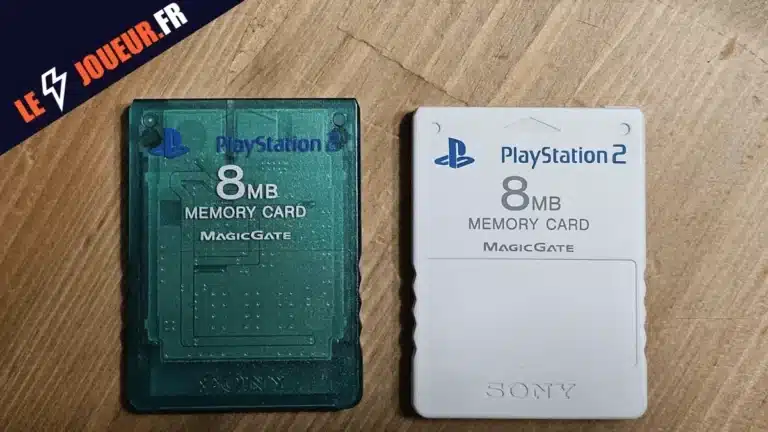 LE JOUEUR.FR
PlayStation 2
8MB
MEMORY CARD
MAGICGATE
SONY
PlayStation 2
8MB
MEMORY CARD
MAGICGATE
SONY